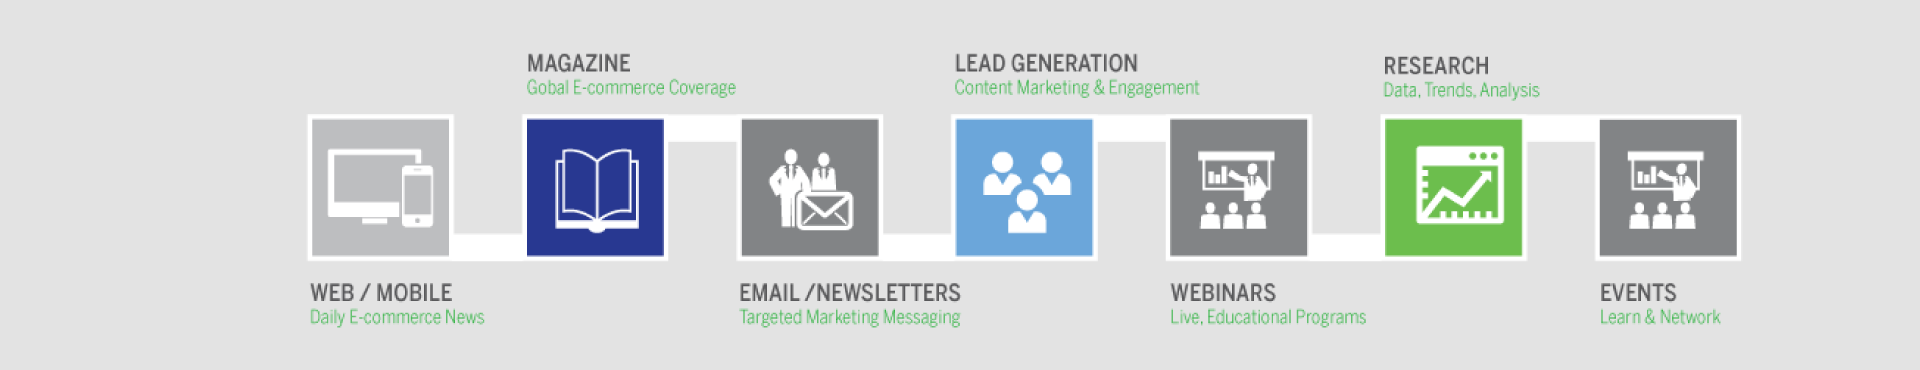 MAGAZINE
Gobal E-commerce Coverage
LEAD GENERATION
Content Marketing & Engagement
RESEARCH
Data, Trends, Analysis
WEB / MOBILE
Daily E-commerce News
EMAIL /NEWSLETTERS
Targeted Marketing Messaging
WEBINARS
Live, Educational Programs
EVENTS
Learn & Network